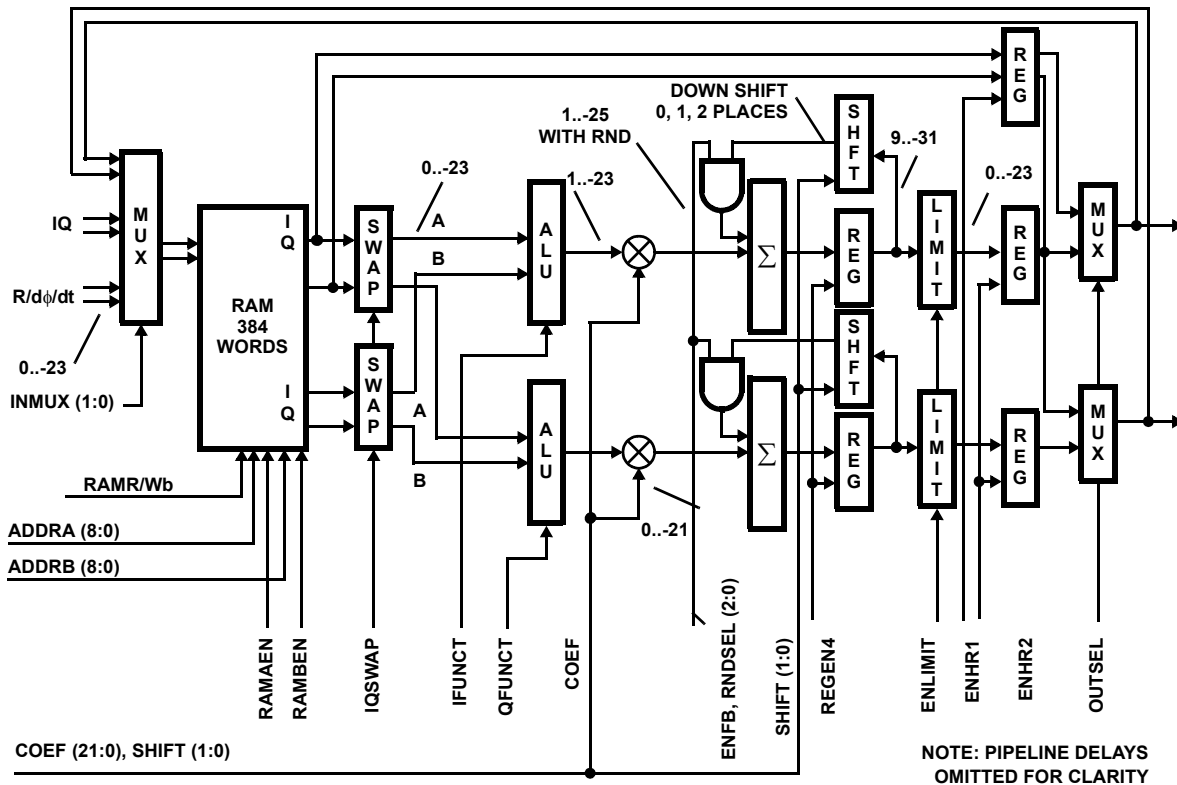 REG
DOWN SHIFT
0, 1, 2 PLACES
1..-25
WITH RND
SHFT
9..-31
0..-23
MUX
0..-23
IQ
R/dϕ/dt
0..-23
INMUX (1:0)
I
Q
RAM
384
WORDS
I
Q
SWAP
A
B
ALU
1..-23
Σ
REG
LIMIT
REG
MUX
SWAP
A
B
ALU
0..-21
Σ
SHFT
REG
LIMIT
REG
MUX
RAMR/Wb
ADDRA (8:0)
ADDRB (8:0)
RAMAEN
RAMBEN
IQSWAP
IFUNCT
QFUNCT
COEF
ENFB, RNDSEL (2:0)
SHIFT (1:0)
REGEN4
ENLIMIT
ENHR1
ENHR2
OUTSEL
COEF (21:0), SHIFT (1:0)
NOTE: PIPELINE DELAYS
OMITTED FOR CLARITY